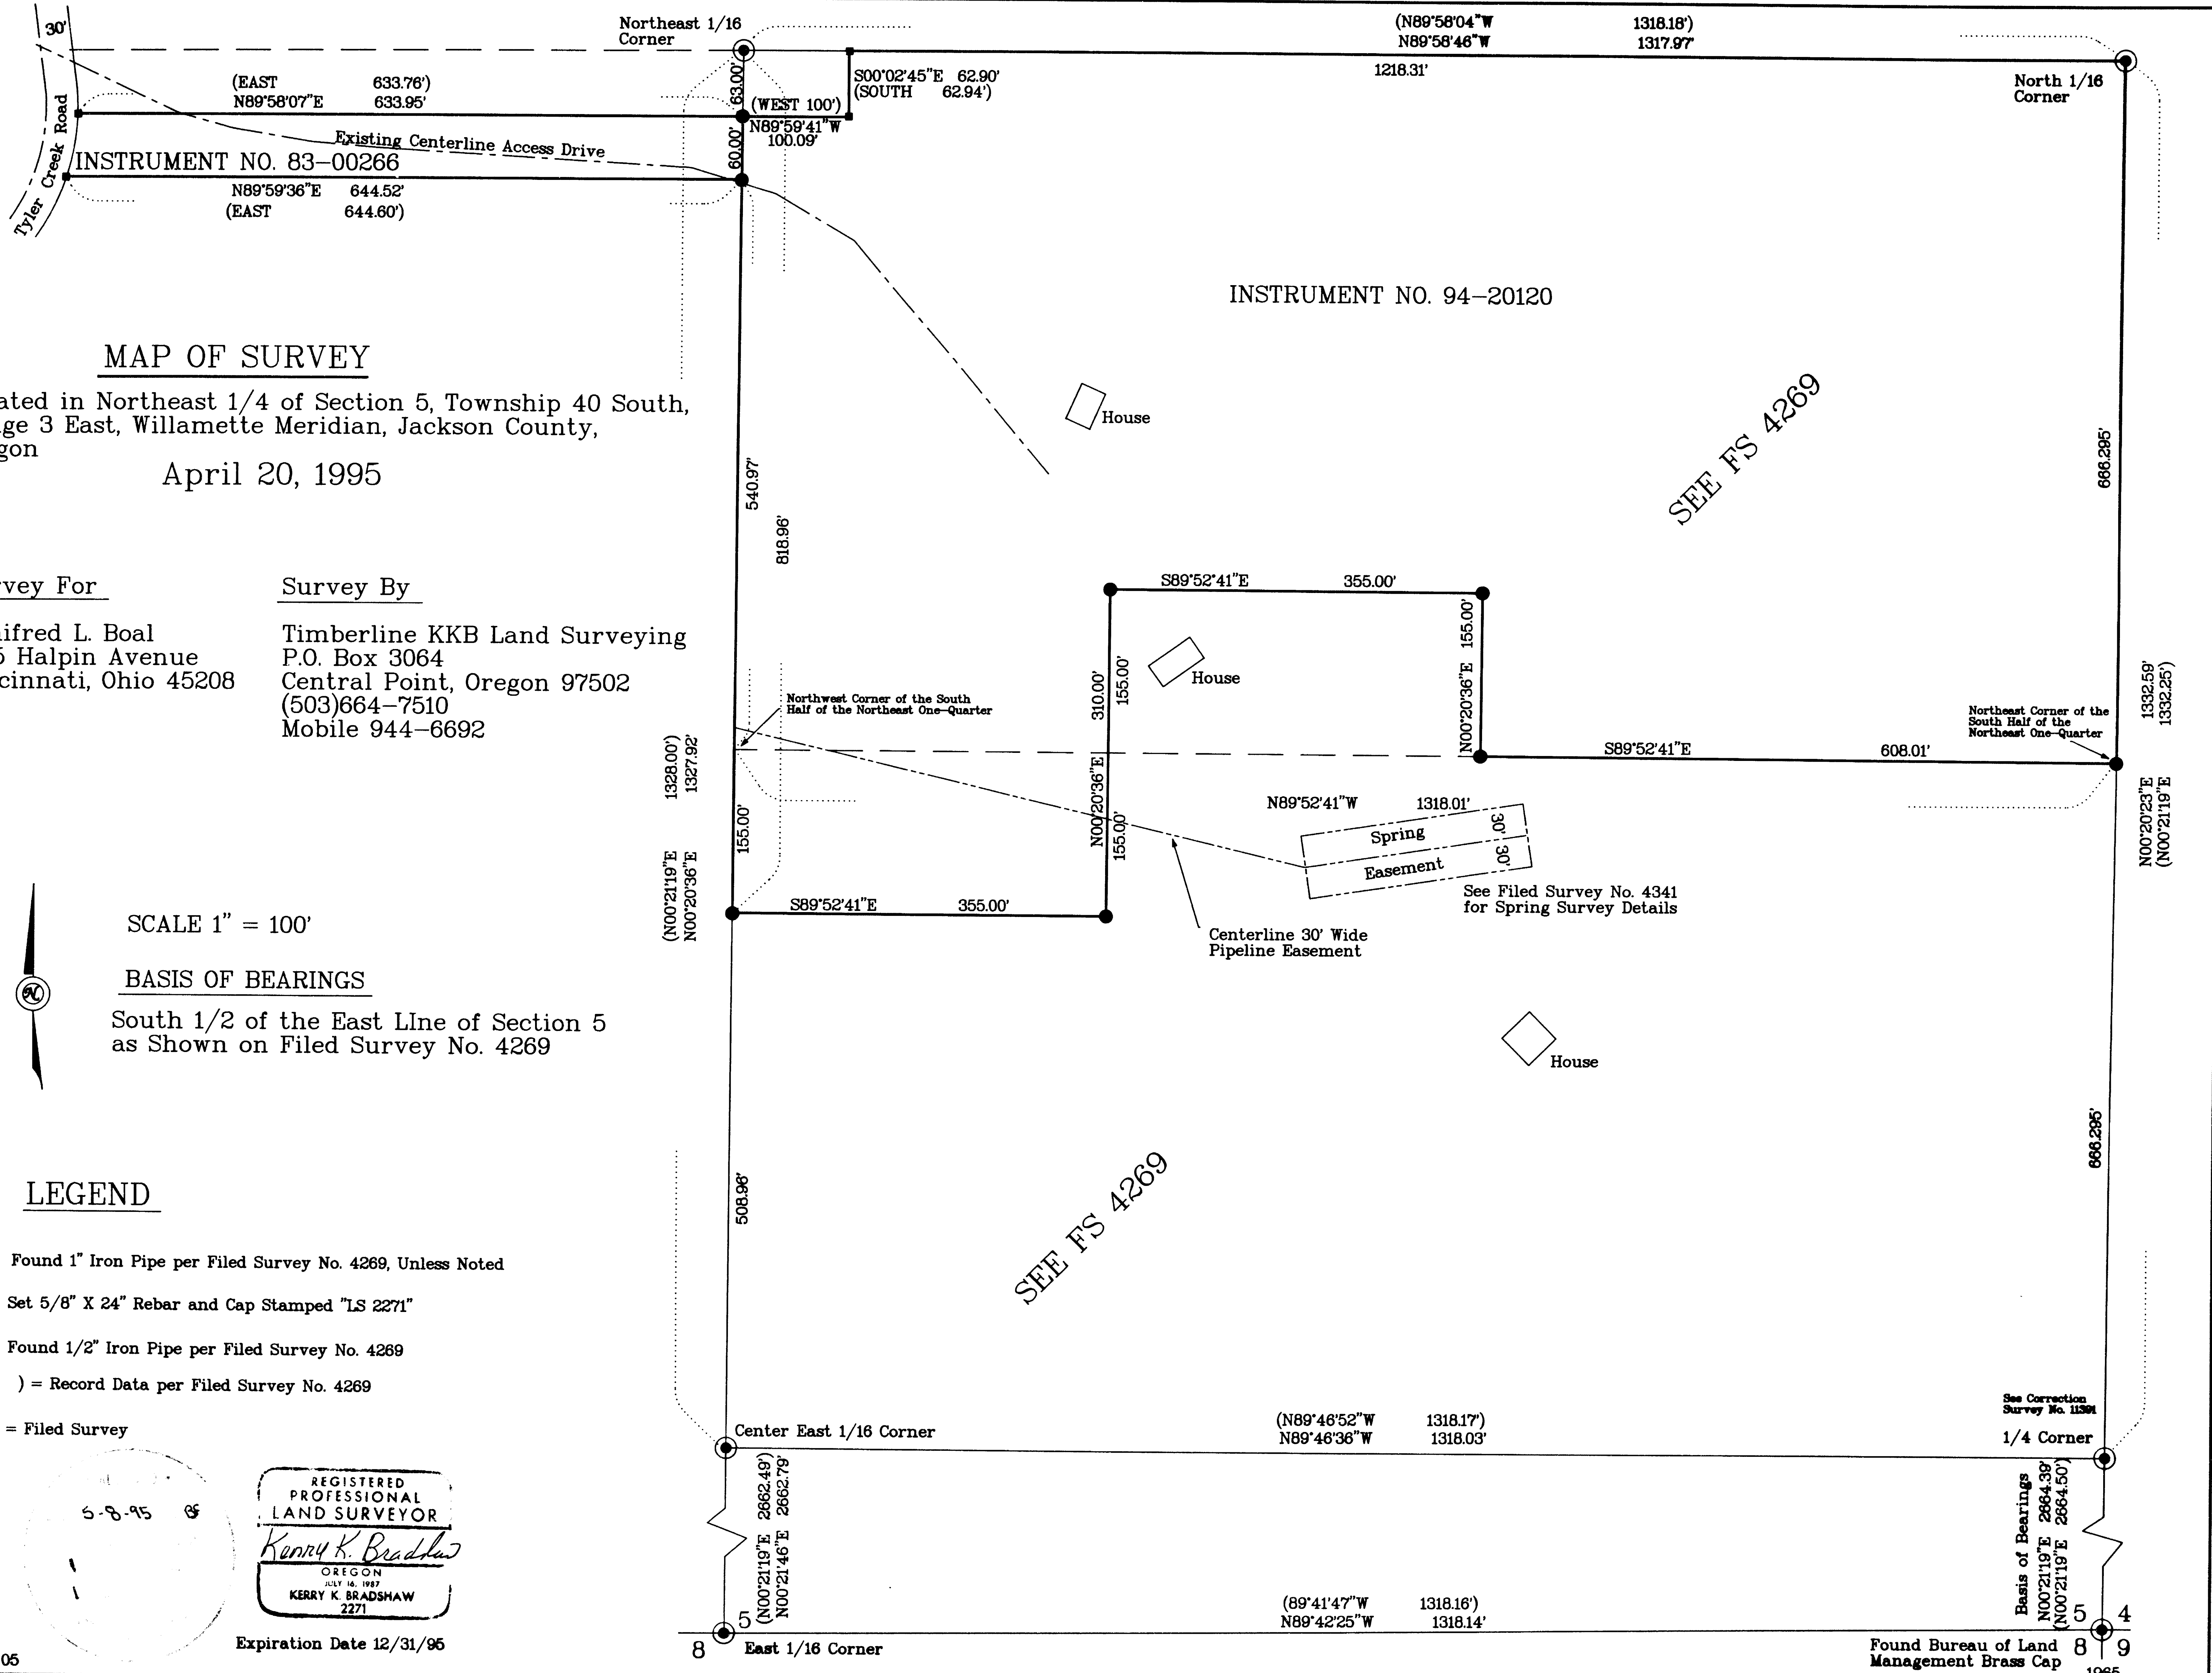 30'
Northeast 1/16
Corner
(N89°58'04"W 1318.18')
N89°58'46"W 1317.97'
1218.31'
North 1/16
Corner
(EAST 633.76')
N89°58'07"E 633.95'
63.00'
S00°02'45"E 62.90'
(SOUTH 62.94')
(WEST 100')
N89°59'41"W
100.09'
60.00'
Existing Centerline Access Drive
INSTRUMENT NO. 83-00266
N89°59'36"E 644.52'
(EAST 644.60')
Tyler Creek Road
INSTRUMENT NO. 94-20120
MAP OF SURVEY
ated in Northeast 1/4 of Section 5, Township 40 South,
ge 3 East, Willamette Meridian, Jackson County,
gon
April 20, 1995
House
SEE FS 4269
666.295'
540.97'
818.96'
vey For
ifred L. Boal
5 Halpin Avenue
cinnati, Ohio 45208
Survey By
Timberline KKB Land Surveying
P.O. Box 3064
Central Point, Oregon 97502
(503)664-7510
Mobile 944-6692
S89°52'41"E 355.00'
N00°20'36"E 155.00'
House
310.00'
155.00'
N00°20'36"E
155.00'
Northwest Corner of the South
Half of the Northeast One-Quarter
Northeast Corner of the
South Half of the
Northeast One-Quarter
S89°52'41"E 608.01'
1332.59'
1332.25')
N00°20'23"E
(N00°21'19"E
1328.00')
1327.92'
(N00°21'19"E
N00°20'36"E
155.00'
N89°52'41"W 1318.01'
Spring
Easement
30'
30'
See Filed Survey No. 4341
for Spring Survey Details
S89°52'41"E 355.00'
Centerline 30' Wide
Pipeline Easement
N
SCALE 1" = 100'
BASIS OF BEARINGS
South 1/2 of the East LIne of Section 5
as Shown on Filed Survey No. 4269
House
666.295'
508.96'
SEE FS 4269
LEGEND
Found 1" Iron Pipe per Filed Survey No. 4269, Unless Noted
Set 5/8" X 24" Rebar and Cap Stamped "LS 2271"
Found 1/2" Iron Pipe per Filed Survey No. 4269
) = Record Data per Filed Survey No. 4269
= Filed Survey
See Correction
Survey No. 11391
1/4 Corner
Center East 1/16 Corner
(N89°46'52"W 1318.17')
N89°46'36"W 1318.03'
(N00°21'19"E 2662.49')
N00°21'46"E 2662.79'
Basis of Bearings
N00°21'19"E 2664.39'
(N00°21'19"E 2664.50')
5-8-95
REGISTERED
PROFESSIONAL
LAND SURVEYOR
Kerry K. Bradshaw
OREGON
JULY 16, 1987
KERRY K. BRADSHAW
2271
Expiration Date 12/31/95
(89°41'47"W 1318.16')
N89°42'25"W 1318.14'
5
8
East 1/16 Corner
5 4
8 9
Found Bureau of Land
Management Brass Cap
1965
05